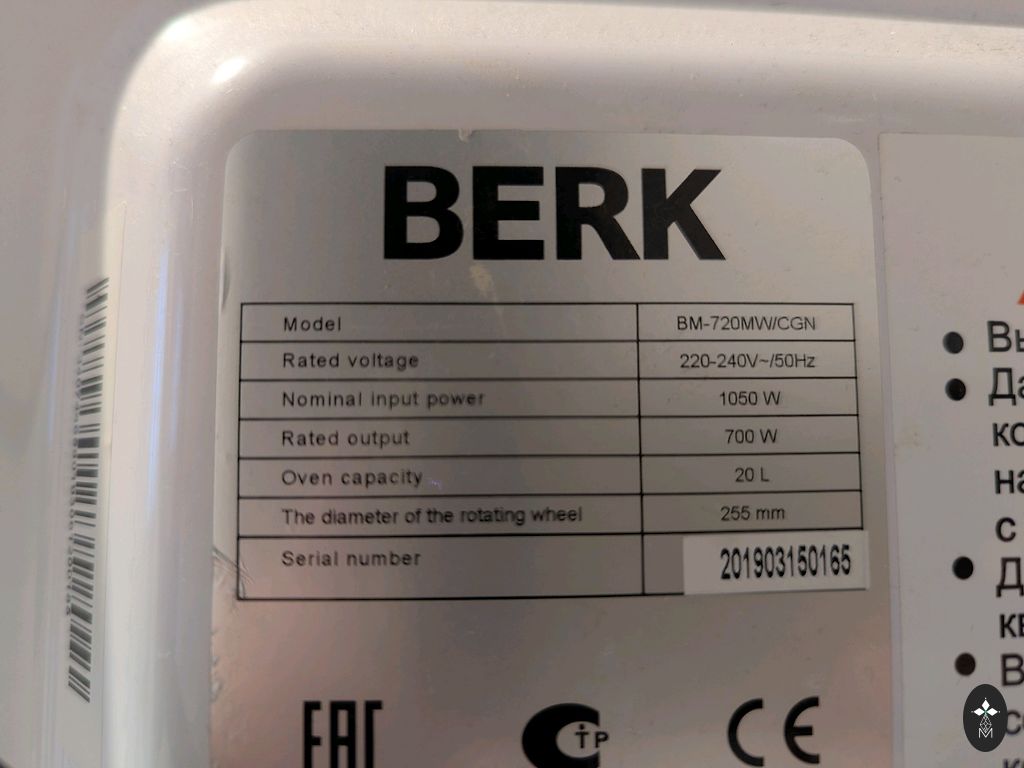 BERK
Model BM-720MW/CGN
Rated voltage 220-240V~/50Hz
Nominal input power 1050 W
Rated output 700 W
Oven capacity 20 L
The diameter of the rotating wheel 255 mm
Serial number 201903150165
EAC
C TP
CE
• Вы
• Да
ко
на
с
• Д
кв
• В
M